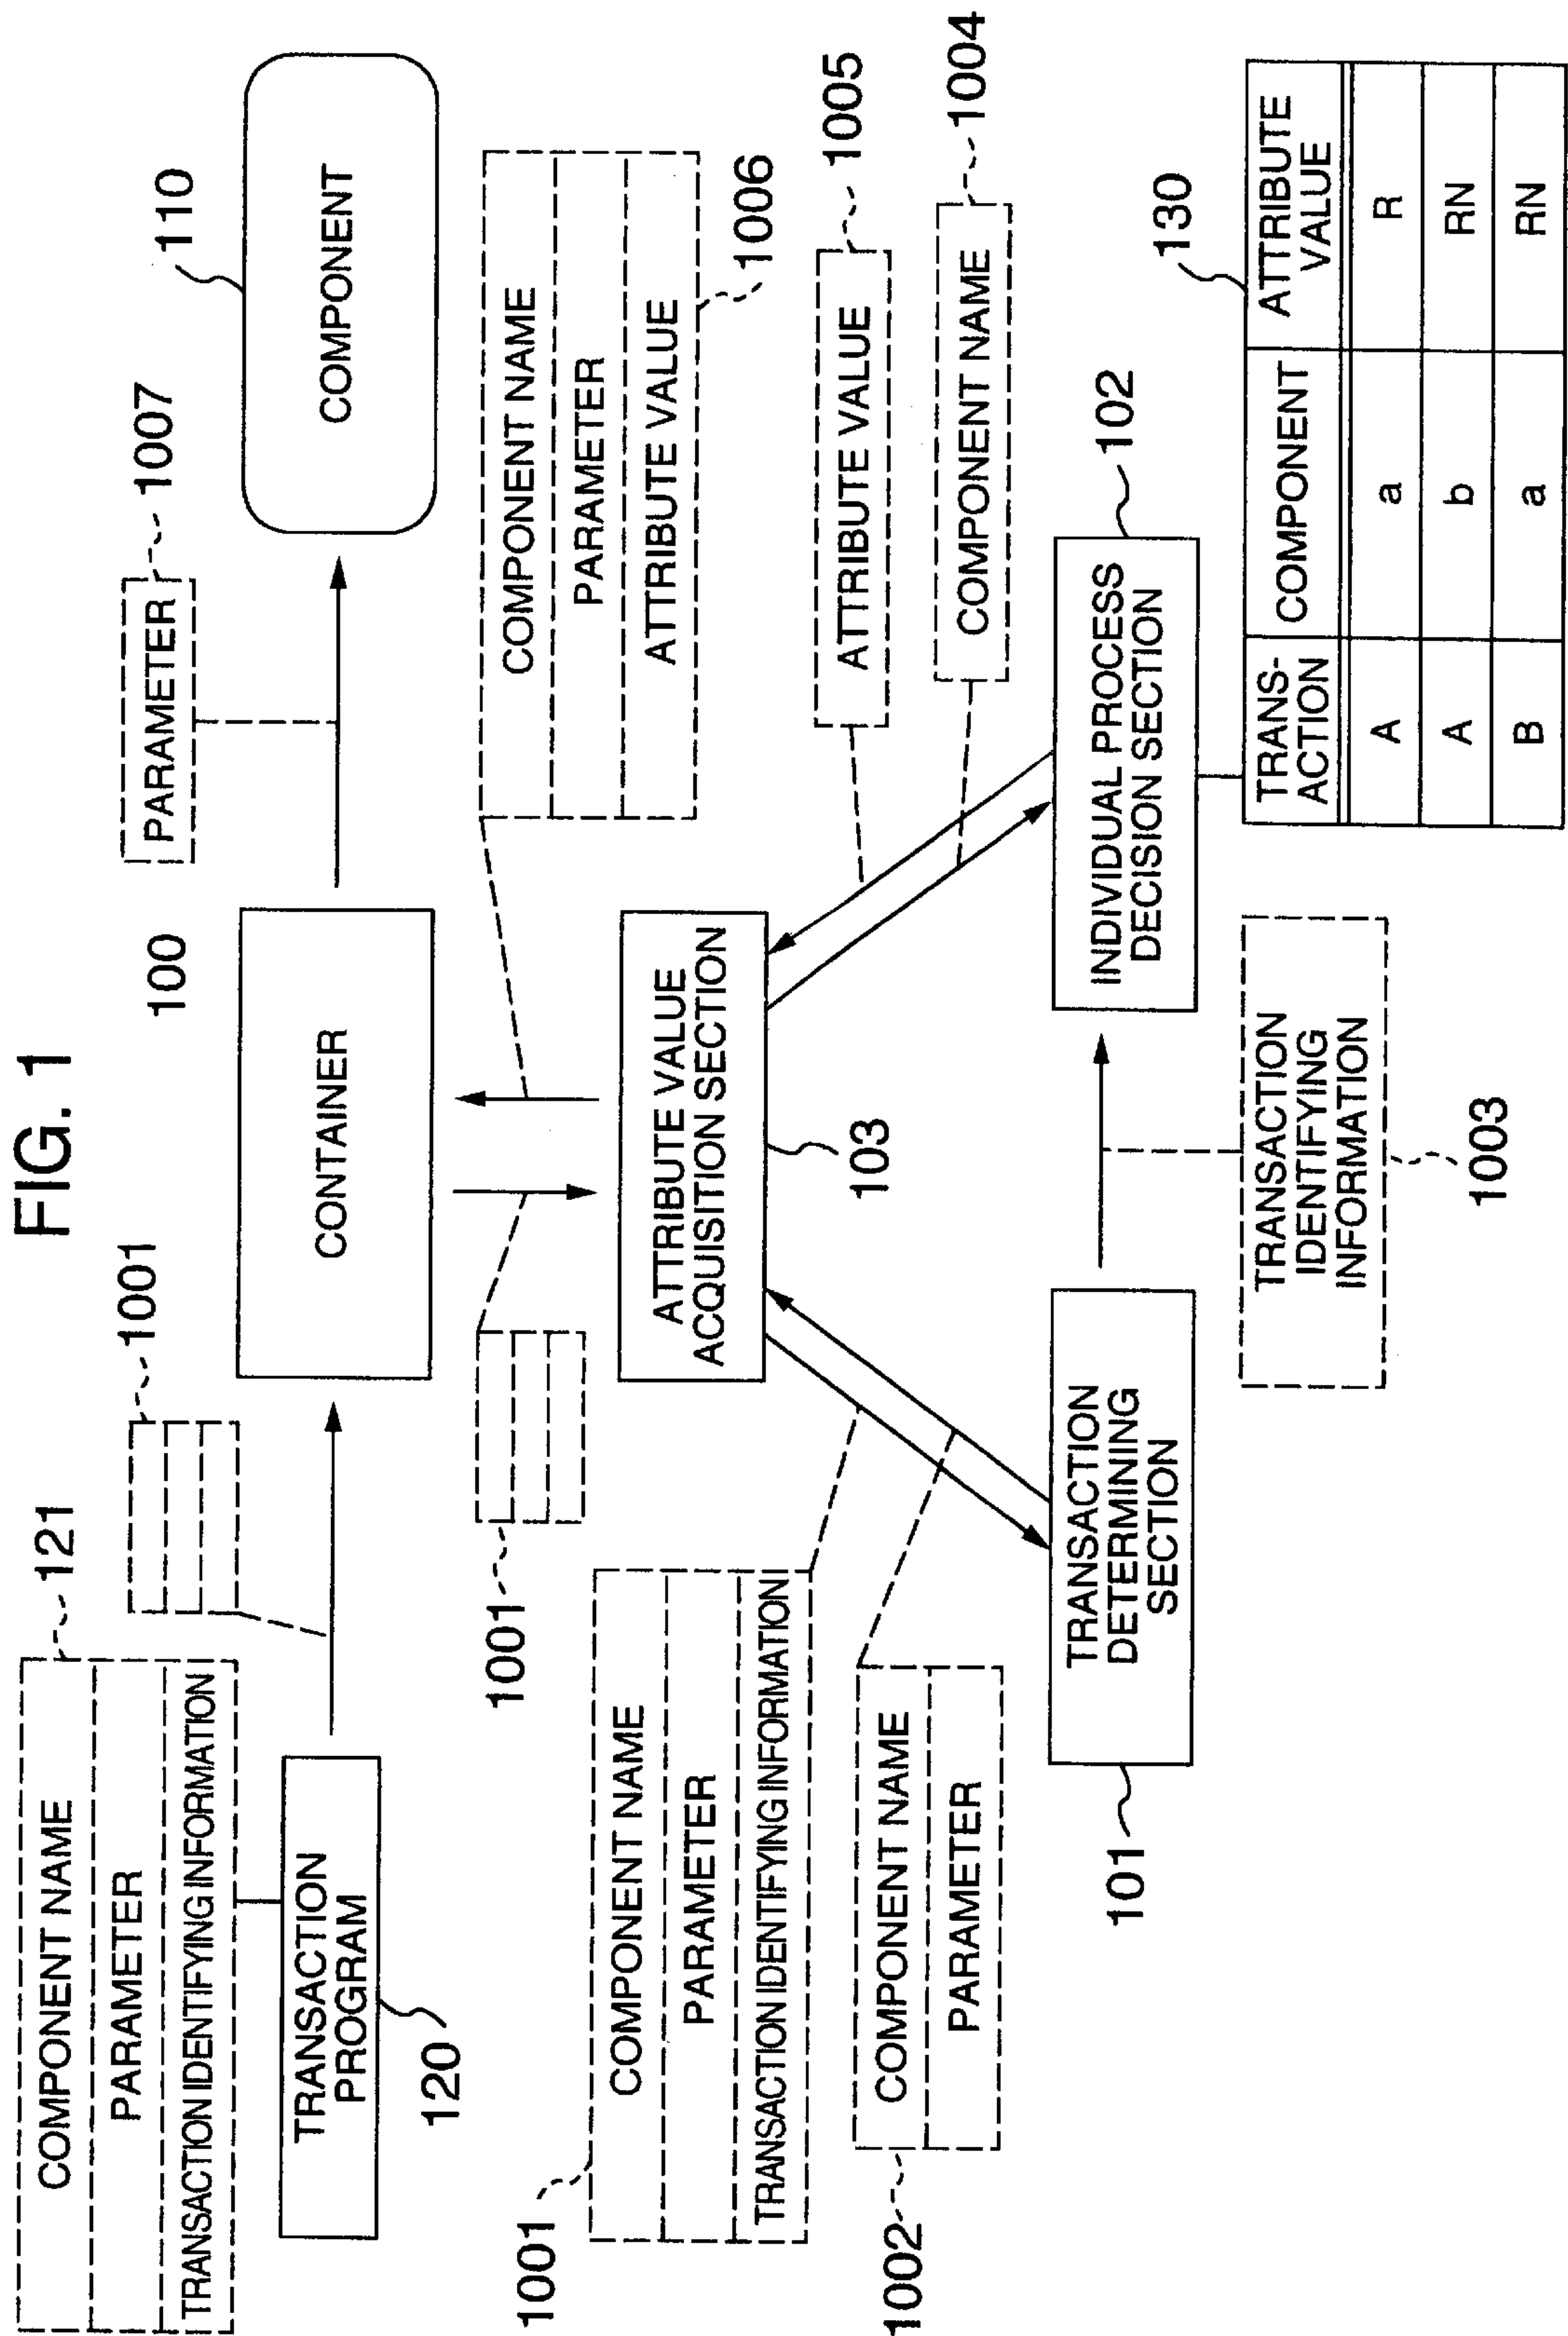 FIG. 1
COMPONENT NAME
PARAMETER
TRANSACTION IDENTIFYING INFORMATION
121
1001
TRANSACTION
PROGRAM
120
100
CONTAINER
PARAMETER
1007
110
COMPONENT
1001
COMPONENT NAME
PARAMETER
ATTRIBUTE VALUE
1006
ATTRIBUTE VALUE
ACQUISITION SECTION
103
1001
COMPONENT NAME
PARAMETER
TRANSACTION IDENTIFYING INFORMATION
1002
COMPONENT NAME
PARAMETER
ATTRIBUTE VALUE
1005
COMPONENT NAME
1004
101
TRANSACTION
DETERMINING
SECTION
INDIVIDUAL PROCESS
DECISION SECTION
102
TRANSACTION
IDENTIFYING
INFORMATION
1003
130
TRANS-
ACTION
COMPONENT
ATTRIBUTE
VALUE
A a R
A b RN
B a RN